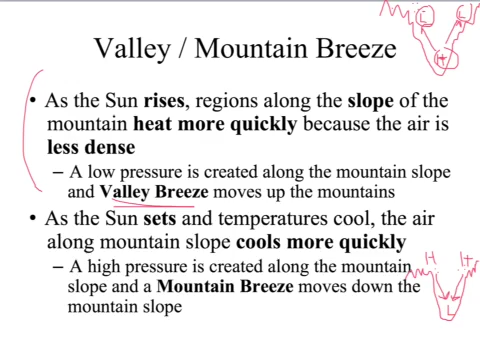 L L
H
Valley / Mountain Breeze
• As the Sun rises, regions along the slope of the
mountain heat more quickly because the air is
less dense
– A low pressure is created along the mountain slope
and Valley Breeze moves up the mountains
• As the Sun sets and temperatures cool, the air
along mountain slope cools more quickly
– A high pressure is created along the mountain
slope and a Mountain Breeze moves down the
mountain slope
H H
L